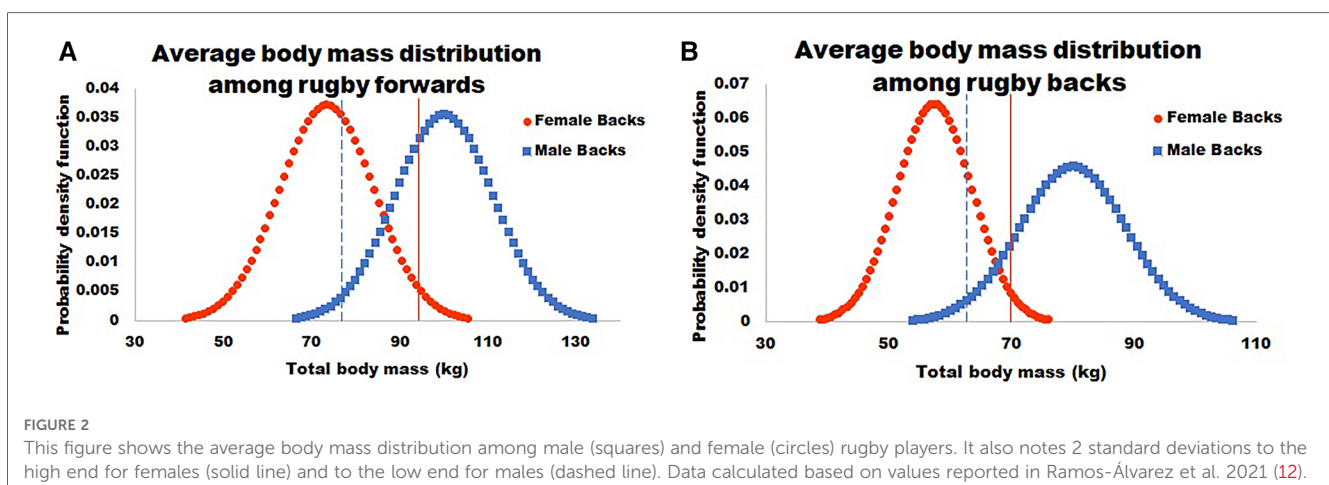 A
Average body mass distribution
among rugby forwards
Probability density function
0.04
0.035
0.03
0.025
0.02
0.015
0.01
0.005
0
30
50
70
90
110
130
Total body mass (kg)
Female Backs
Male Backs
B
Average body mass distribution
among rugby backs
Probability density function
0.07
0.06
0.05
0.04
0.03
0.02
0.01
0
30
50
70
90
110
Total body mass (kg)
Female Backs
Male Backs
FIGURE 2
This figure shows the average body mass distribution among male (squares) and female (circles) rugby players. It also notes 2 standard deviations to the
high end for females (solid line) and to the low end for males (dashed line). Data calculated based on values reported in Ramos-Álvarez et al. 2021 (12).